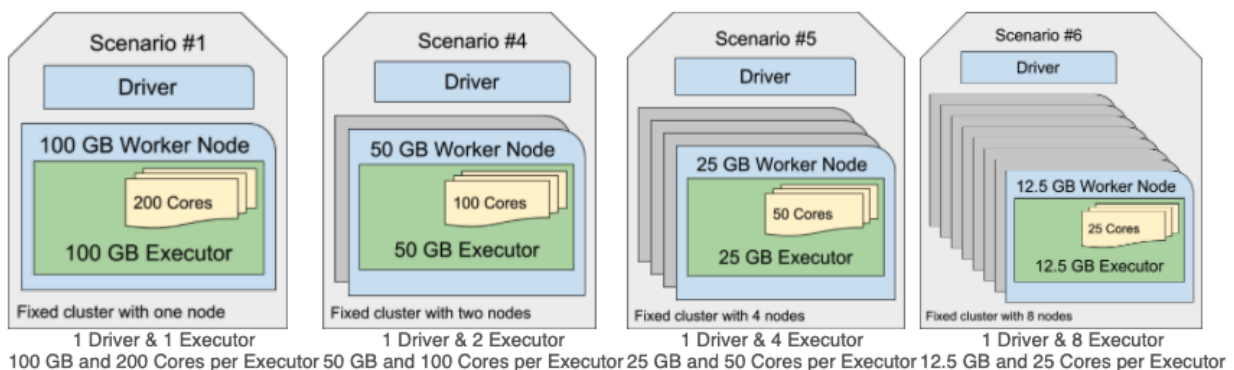 Scenario #1
Driver
100 GB Worker Node
200 Cores
100 GB Executor
Fixed cluster with one node
1 Driver & 1 Executor
100 GB and 200 Cores per Executor
Scenario #4
Driver
50 GB Worker Node
100 Cores
50 GB Executor
Fixed cluster with two nodes
1 Driver & 2 Executor
50 GB and 100 Cores per Executor
Scenario #5
Driver
25 GB Worker Node
50 Cores
25 GB Executor
Fixed cluster with 4 nodes
1 Driver & 4 Executor
25 GB and 50 Cores per Executor
Scenario #6
Driver
12.5 GB Worker Node
25 Cores
12.5 GB Executor
Fixed cluster with 8 nodes
1 Driver & 8 Executor
12.5 GB and 25 Cores per Executor